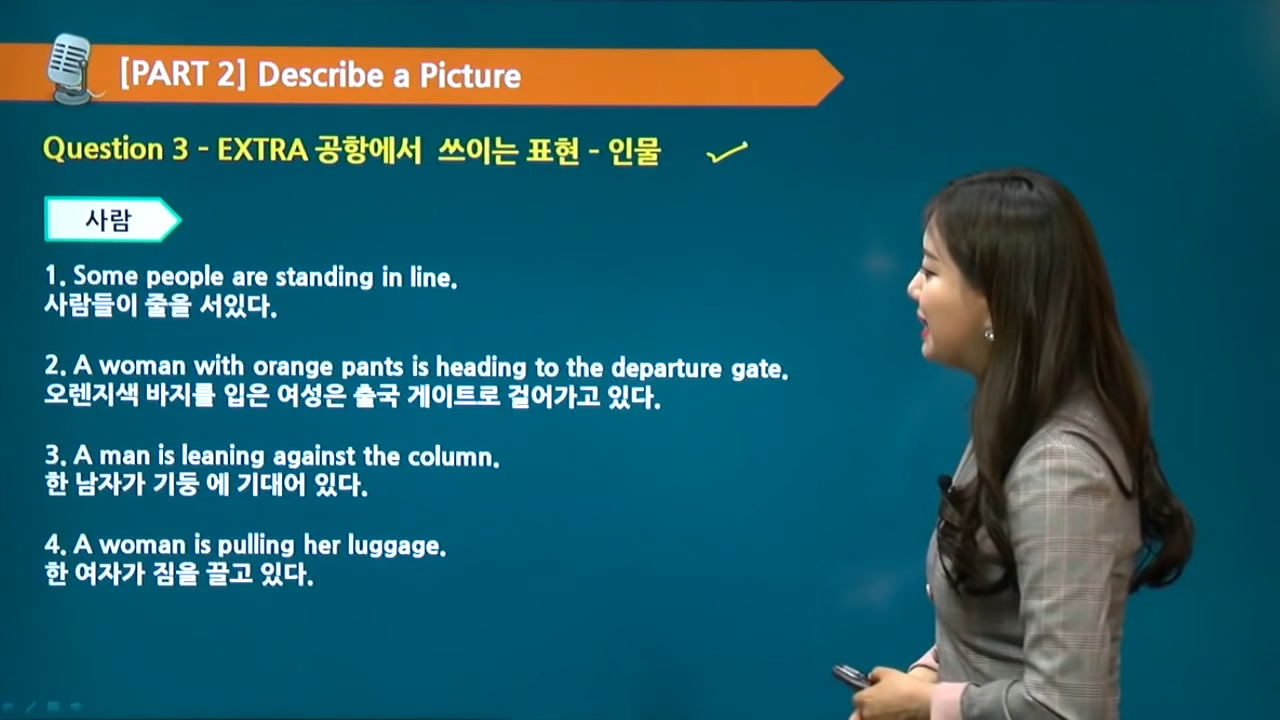 [PART 2] Describe a Picture
Question 3 - EXTRA 공항에서 쓰이는 표현 - 인물
사람
1. Some people are standing in line.
사람들이 줄을 서있다.
2. A woman with orange pants is heading to the departure gate.
오렌지색 바지를 입은 여성은 출국 게이트로 걸어가고 있다.
3. A man is leaning against the column.
한 남자가 기둥 에 기대어 있다.
4. A woman is pulling her luggage.
한 여자가 짐을 끌고 있다.